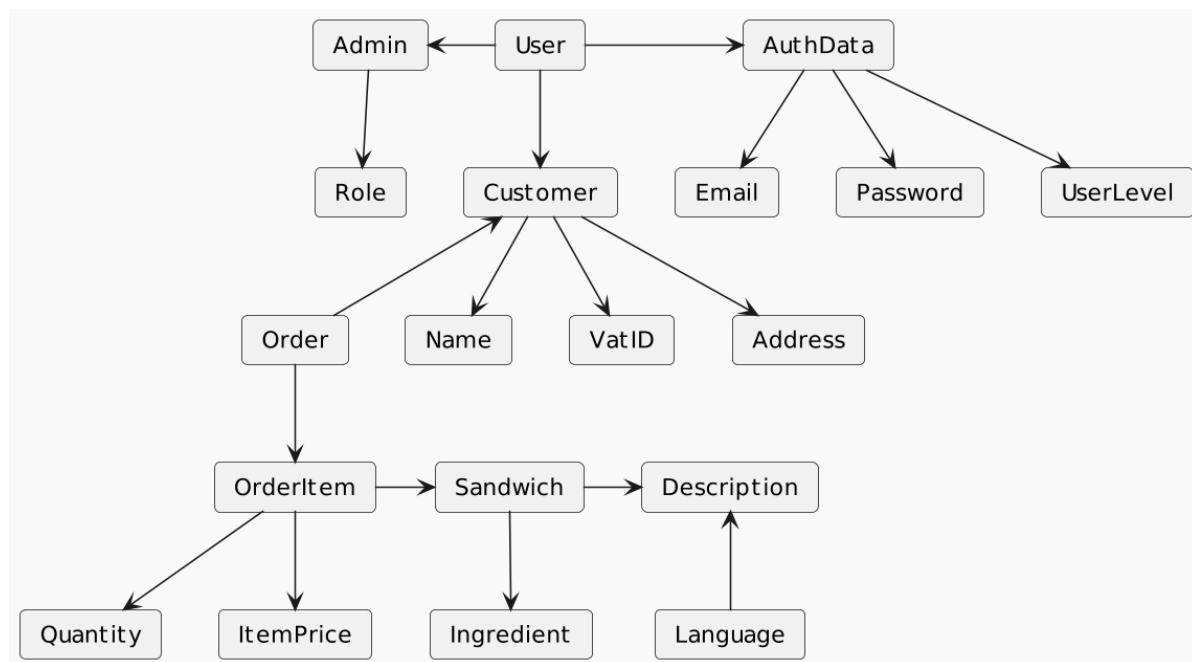 Admin
User
AuthData
Role
Customer
Email
Password
UserLevel
Order
Name
VatID
Address
OrderItem
Sandwich
Description
Quantity
ItemPrice
Ingredient
Language